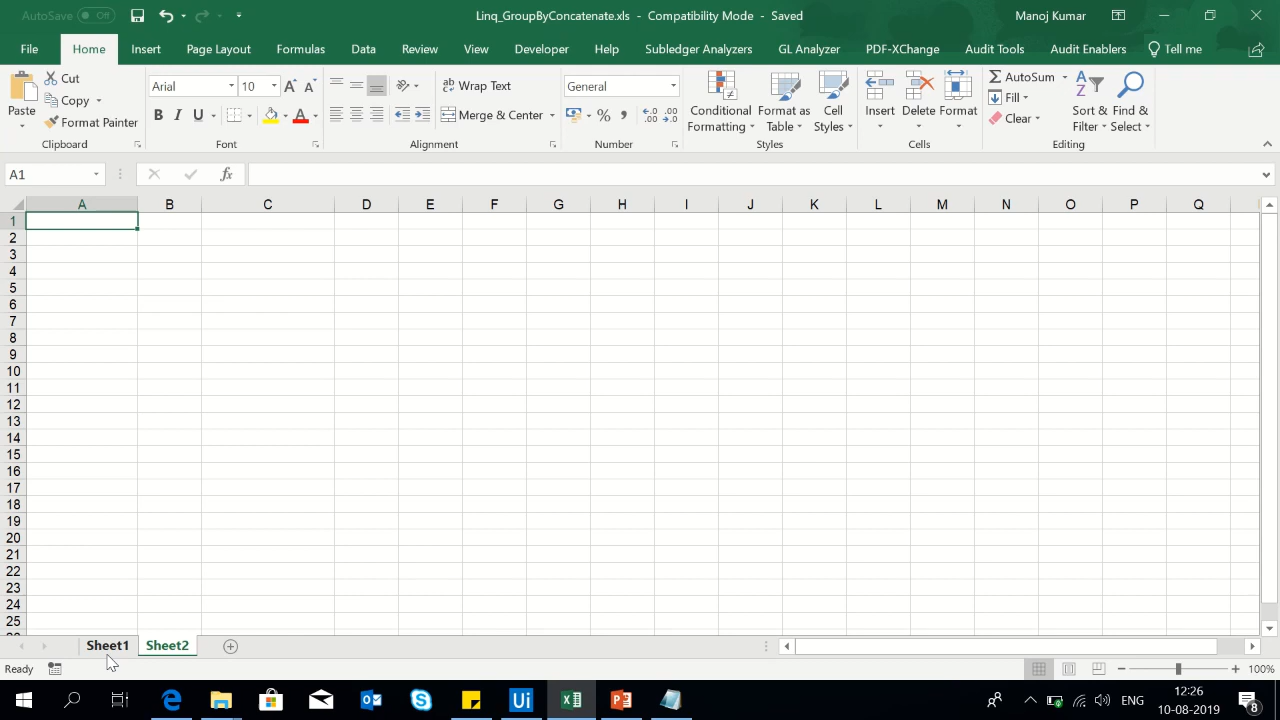 AutoSave Off Linq_GroupByConcatenate.xls - Compatibility Mode - Saved Manoj Kumar
File Home Insert Page Layout Formulas Data Review View Developer Help Subledger Analyzers GL Analyzer PDF-XChange Audit Tools Audit Enablers Tell me
Paste Cut Copy Format Painter
Clipboard
Arial 10
B I U A
Font
ab Wrap Text
Merge & Center
Alignment
General
% ,
Number
Conditional Formatting
Format as Table
Cell Styles
Styles
Insert Delete Format
Cells
AutoSum
Fill
Clear
Sort & Filter
Find & Select
Editing
A1 fx
A B C D E F G H I J K L M N O P Q
1
2
3
4
5
6
7
8
9
10
11
12
13
14
15
16
17
18
19
20
21
22
23
24
25
Sheet1 Sheet2
Ready 100%
Ui ENG 12:26
10-08-2019 8